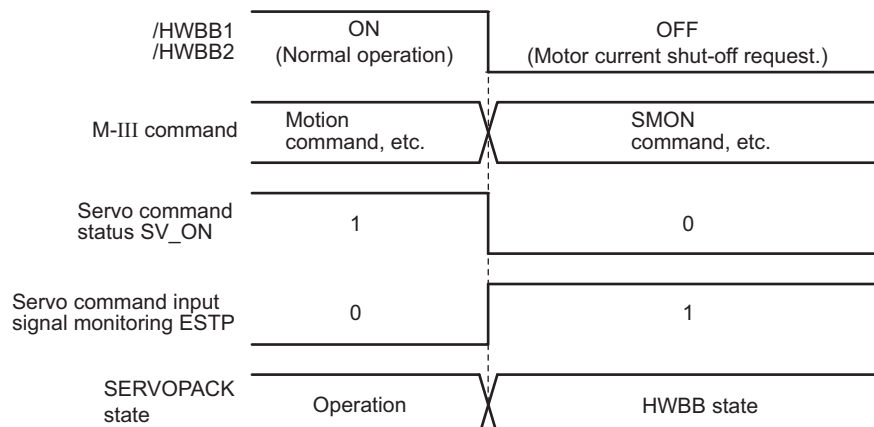 /HWBB1
/HWBB2
ON
(Normal operation)
OFF
(Motor current shut-off request.)
M-III command
Motion
command, etc.
SMON
command, etc.
Servo command
status SV_ON
1
0
Servo command input
signal monitoring ESTP
0
1
SERVOPACK
state
Operation
HWBB state